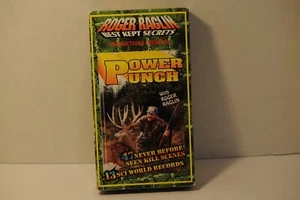 ROGER RAGLIN
BEST KEPT SECRETS
POWER
PUNCH
WITH
ROGER
RAGLIN
47 NEVER BEFORE
SEEN KILL SCENES
13 SCI WORLD RECORDS